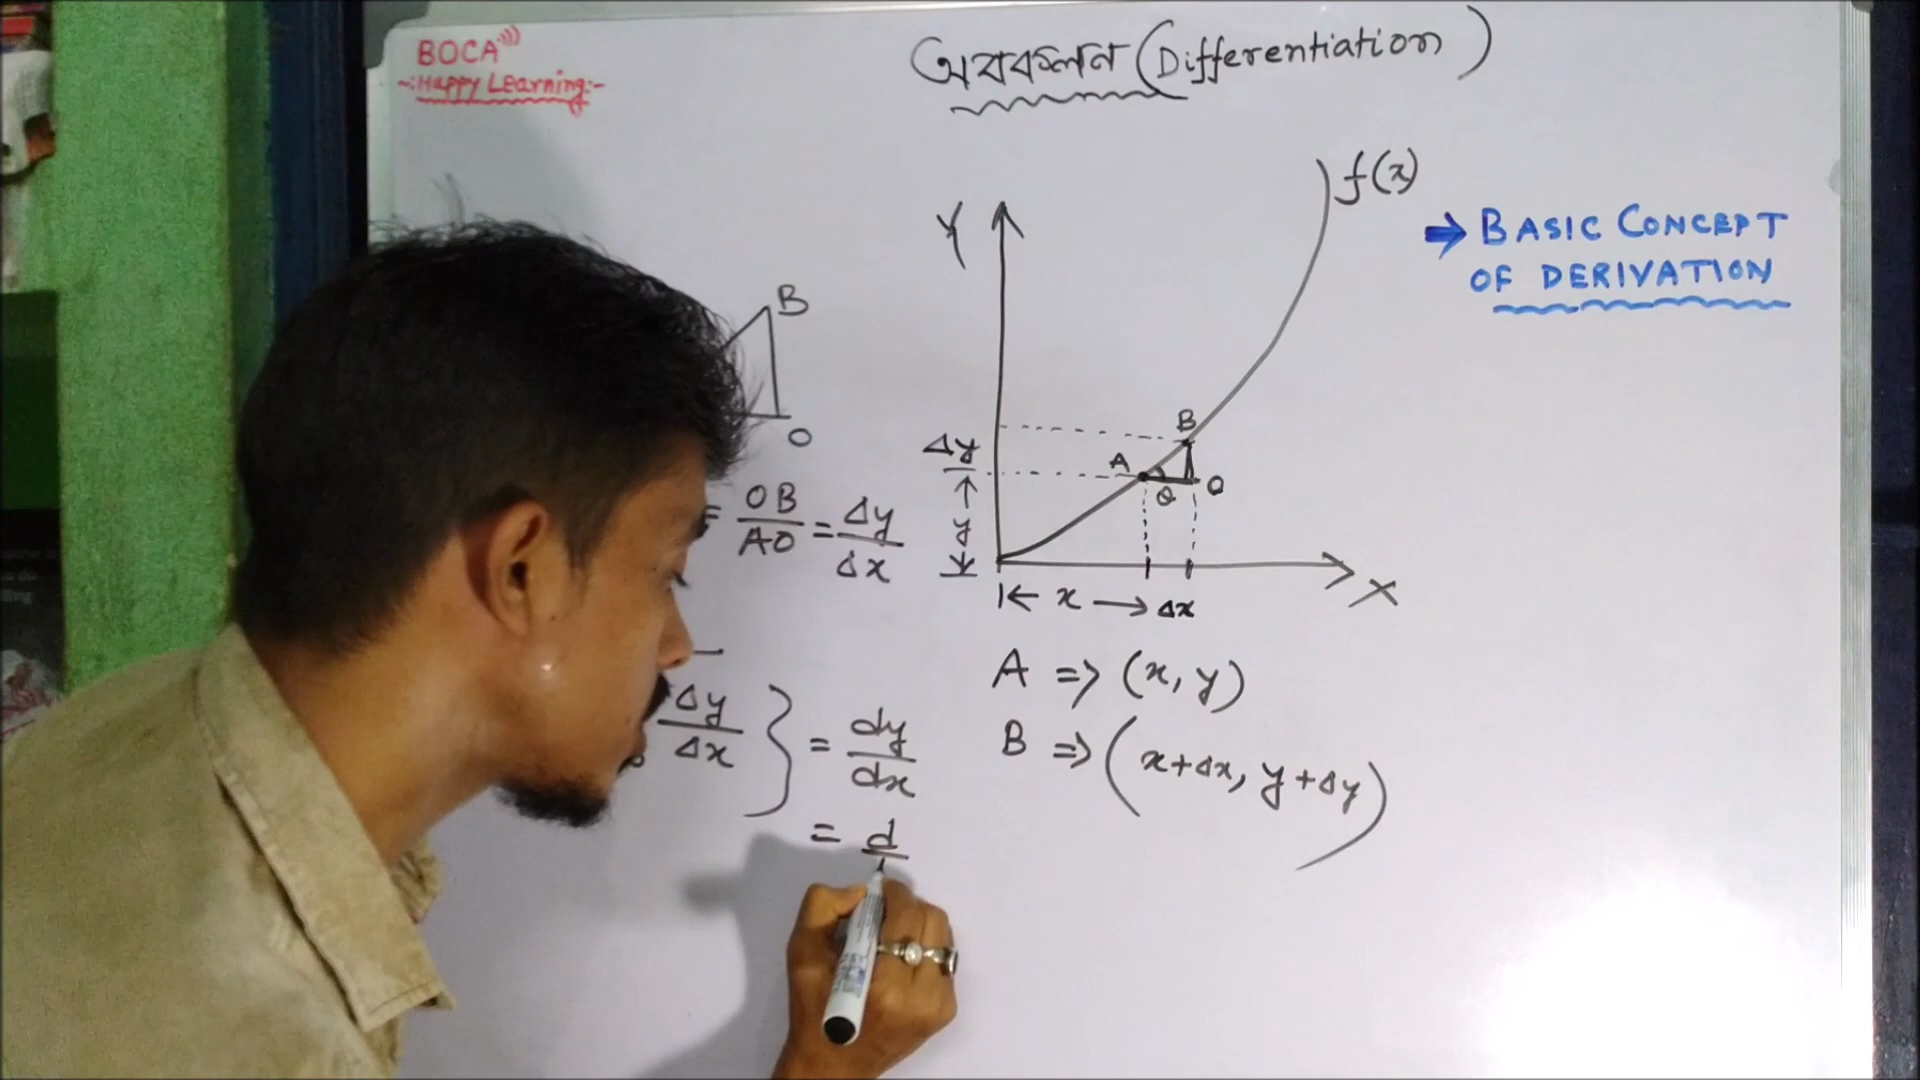 BOCA
-:Happy Learning:-
অবকলন (Differentiation)
f(x)
Y
→ BASIC CONCEPT
OF DERIVATION
B
O
B
Δy
A
θ
O
y
= OB/AO = Δy/Δx
X
|← x → Δx
A => (x, y)
Δy/Δx } = dy/dx
B => (x+Δx, y+Δy)
= d